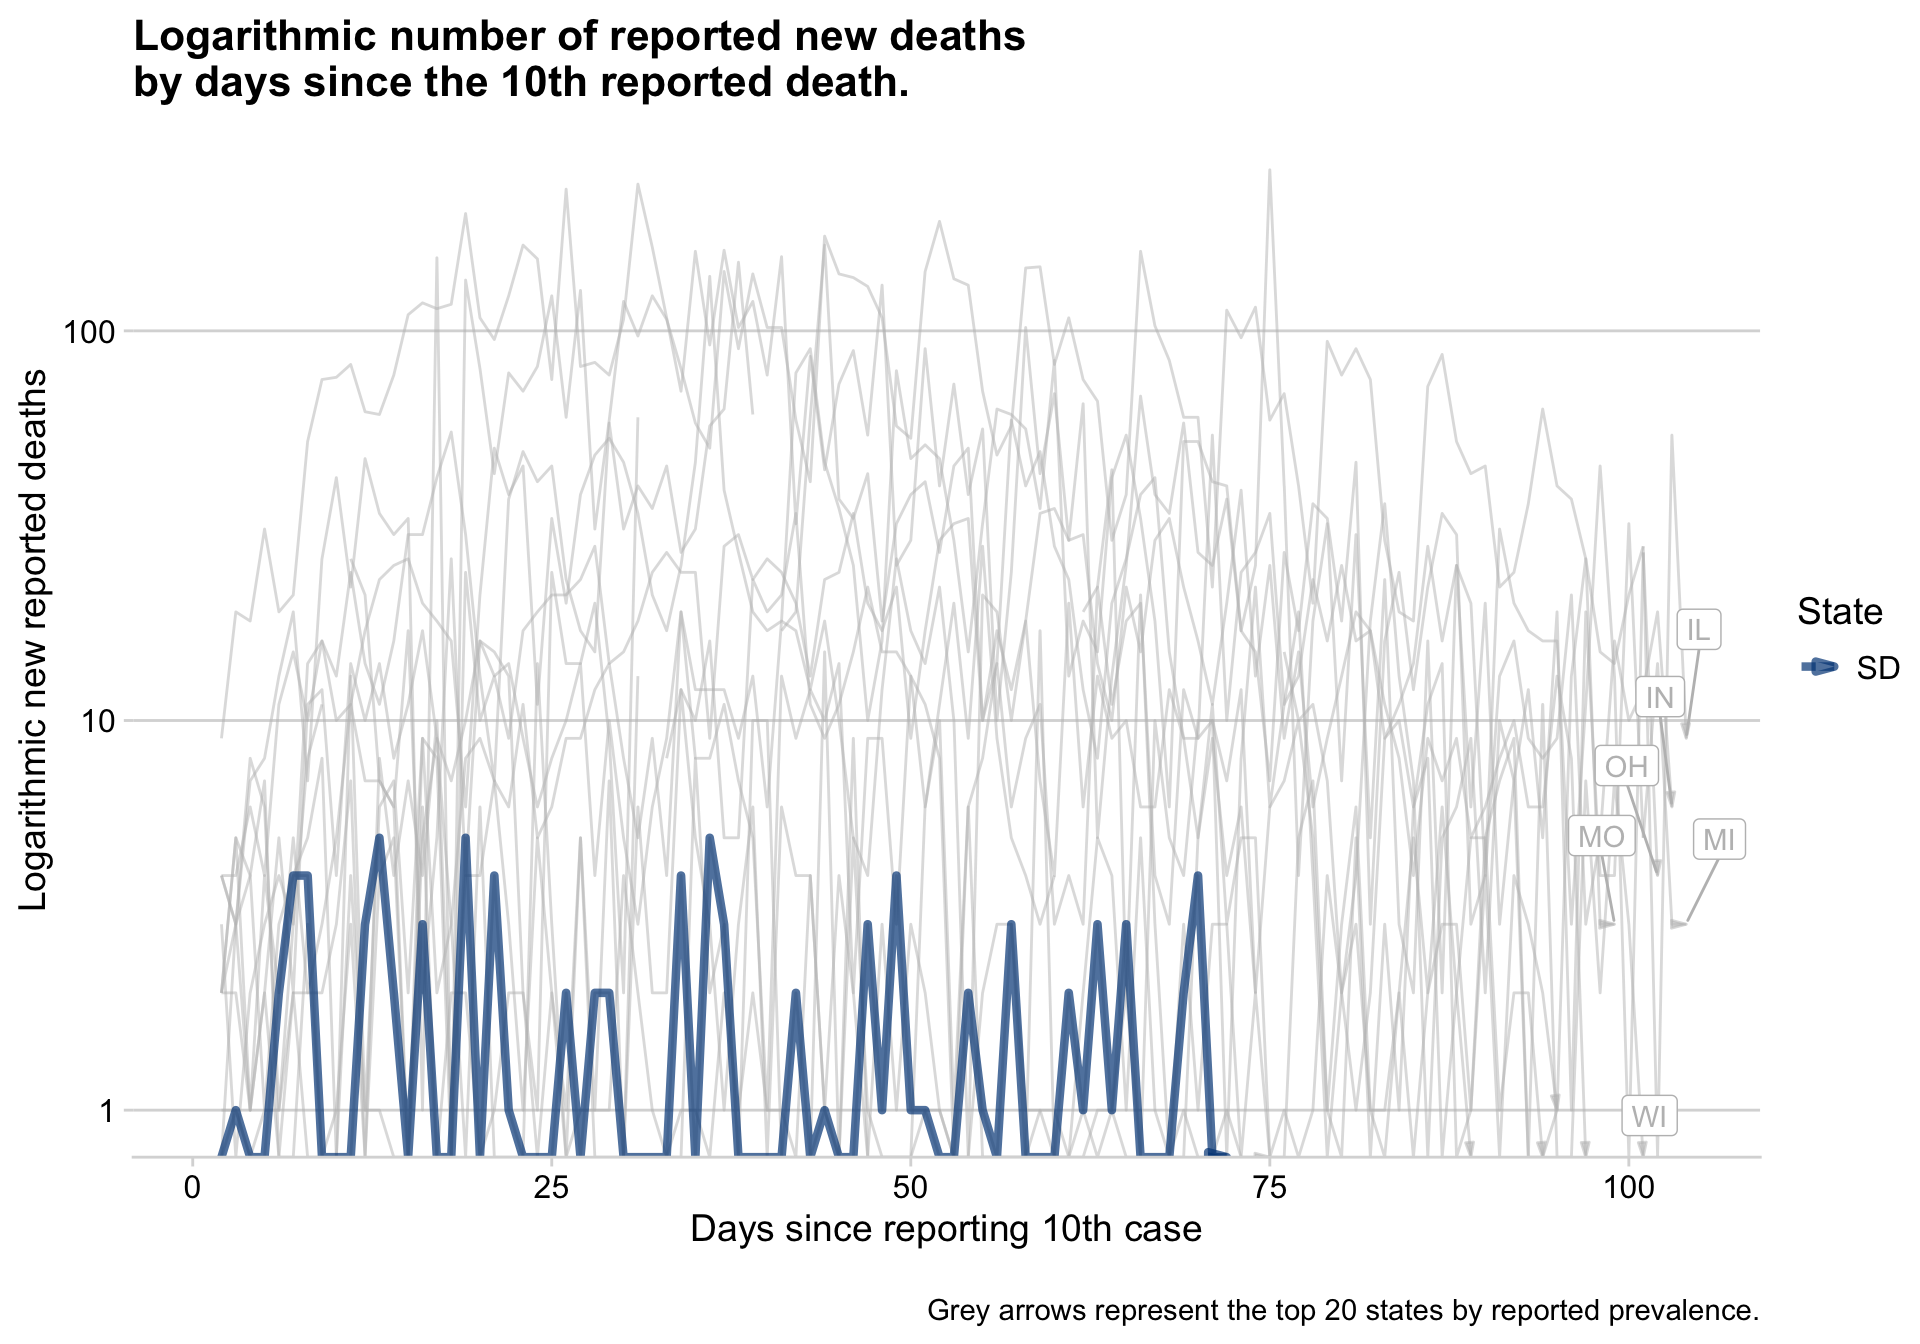 Logarithmic number of reported new deaths
by days since the 10th reported death.
Logarithmic new reported deaths
100
10
1
IL
IN
OH
MO
MI
WI
State
SD
0
25
50
75
100
Days since reporting 10th case
Grey arrows represent the top 20 states by reported prevalence.